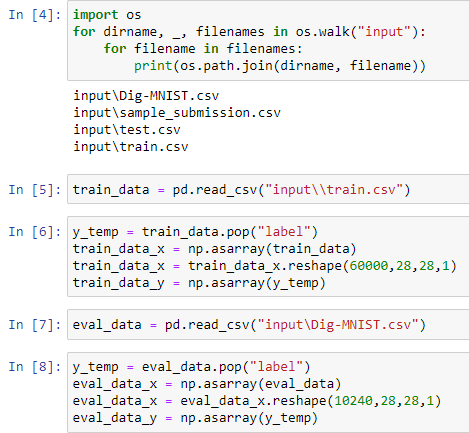 In [4]: import os
for dirname, _, filenames in os.walk("input"):
    for filename in filenames:
        print(os.path.join(dirname, filename))
input\Dig-MNIST.csv
input\sample_submission.csv
input\test.csv
input\train.csv
In [5]: train_data = pd.read_csv("input\\train.csv")
In [6]: y_temp = train_data.pop("label")
train_data_x = np.asarray(train_data)
train_data_x = train_data_x.reshape(60000,28,28,1)
train_data_y = np.asarray(y_temp)
In [7]: eval_data = pd.read_csv("input\Dig-MNIST.csv")
In [8]: y_temp = eval_data.pop("label")
eval_data_x = np.asarray(eval_data)
eval_data_x = eval_data_x.reshape(10240,28,28,1)
eval_data_y = np.asarray(y_temp)